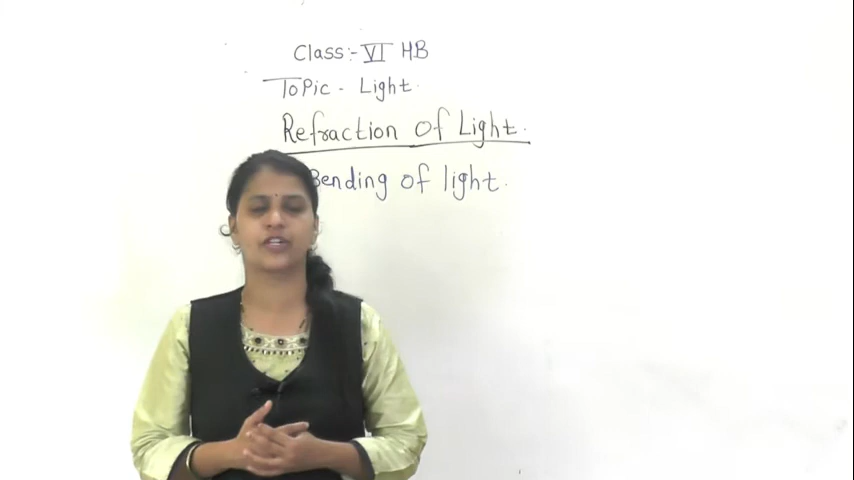 Class:- VI HB
Topic - Light.
Refraction of Light.
Bending of light.